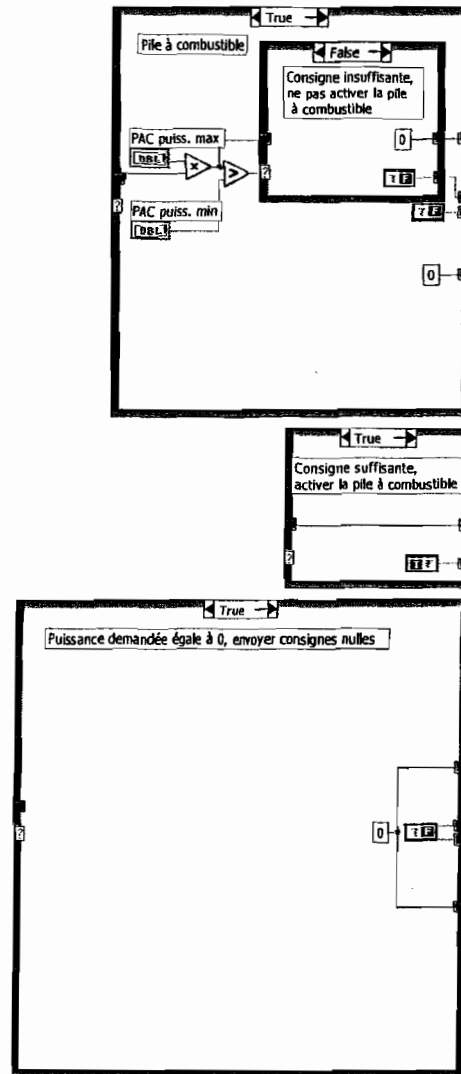 True
Pile à combustible
False
Consigne insuffisante,
ne pas activer la pile
à combustible
PAC puiss. max
0
DBL
×
>
?
F
?
PAC puiss. min
F
DBL
0
True
Consigne suffisante,
activer la pile à combustible
?
T
True
Puissance demandée égale à 0, envoyer consignes nulles
?
0
F